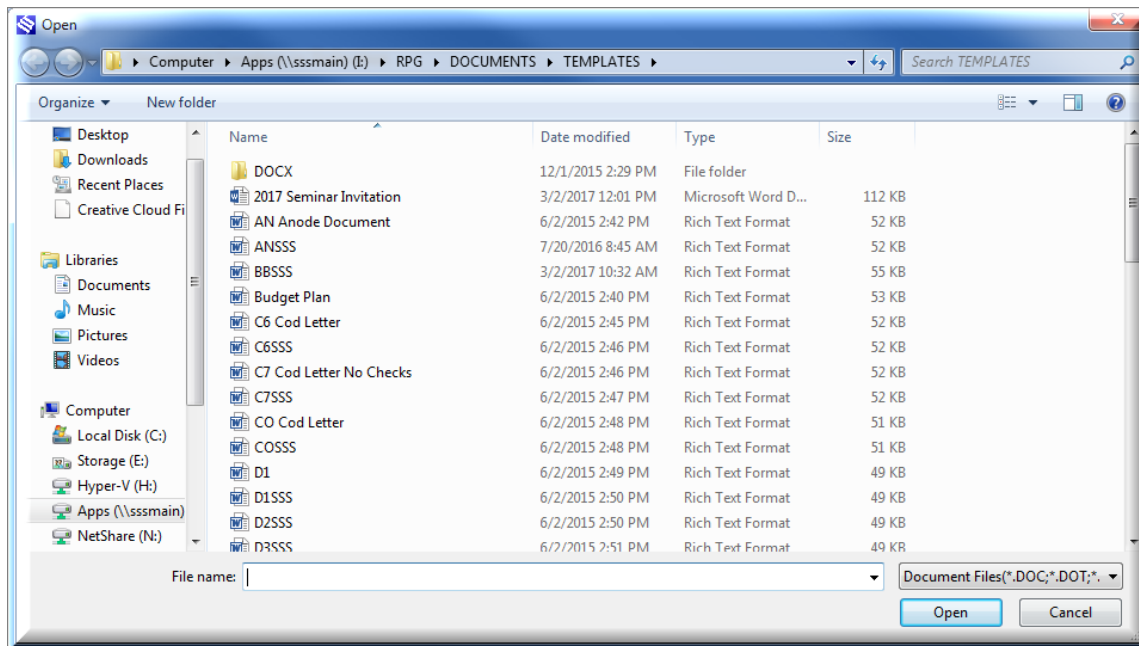 Open
Computer Apps (\\sssmain) (I:) RPG DOCUMENTS TEMPLATES Search TEMPLATES
Organize New folder
Desktop
Downloads
Recent Places
Creative Cloud Fi
Libraries
Documents
Music
Pictures
Videos
Computer
Local Disk (C:)
Storage (E:)
Hyper-V (H:)
Apps (\\sssmain)
NetShare (N:)
Name Date modified Type Size
DOCX 12/1/2015 2:29 PM File folder
2017 Seminar Invitation 3/2/2017 12:01 PM Microsoft Word D... 112 KB
AN Anode Document 6/2/2015 2:42 PM Rich Text Format 52 KB
ANSSS 7/20/2016 8:45 AM Rich Text Format 52 KB
BBSSS 3/2/2017 10:32 AM Rich Text Format 55 KB
Budget Plan 6/2/2015 2:40 PM Rich Text Format 53 KB
C6 Cod Letter 6/2/2015 2:45 PM Rich Text Format 52 KB
C6SSS 6/2/2015 2:46 PM Rich Text Format 52 KB
C7 Cod Letter No Checks 6/2/2015 2:46 PM Rich Text Format 52 KB
C7SSS 6/2/2015 2:47 PM Rich Text Format 52 KB
CO Cod Letter 6/2/2015 2:48 PM Rich Text Format 51 KB
COSSS 6/2/2015 2:48 PM Rich Text Format 51 KB
D1 6/2/2015 2:49 PM Rich Text Format 49 KB
D1SSS 6/2/2015 2:50 PM Rich Text Format 49 KB
D2SSS 6/2/2015 2:50 PM Rich Text Format 49 KB
D3SSS 6/2/2015 2:51 PM Rich Text Format 49 KB
File name: Document Files(*.DOC;*.DOT;*.
Open Cancel